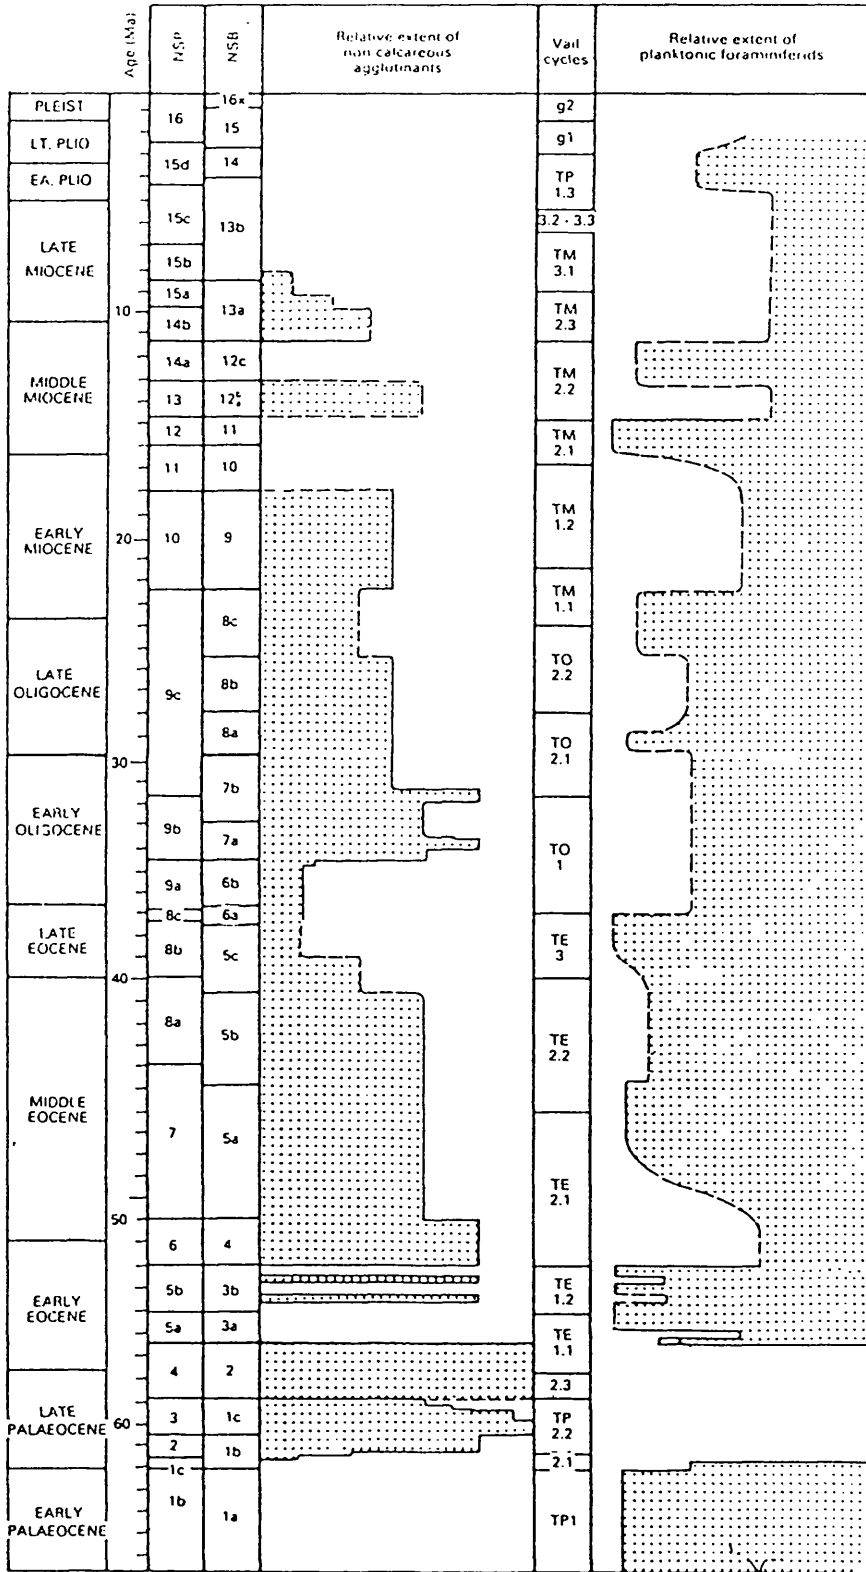 Age (Ma)
NSP
NSB
Relative extent of
non calcareous
agglutinants
Vail
cycles
Relative extent of
planktonic foraminiferids
PLEIST
LT. PLIO
EA. PLIO
LATE
MIOCENE
MIDDLE
MIOCENE
EARLY
MIOCENE
LATE
OLIGOCENE
EARLY
OLIGOCENE
LATE
EOCENE
MIDDLE
EOCENE
EARLY
EOCENE
LATE
PALAEOCENE
EARLY
PALAEOCENE
10
20
30
40
50
60
16
15d
15c
15b
15a
14b
14a
13
12
11
10
9c
9b
9a
8c
8b
8a
7
6
5b
5a
4
3
2
1c
1b
16x
15
14
13b
13a
12c
12
11
10
9
8c
8b
8a
7b
7a
6b
6a
5c
5b
5a
4
3b
3a
2
1c
1b
1a
g2
g1
TP
1.3
3.2 - 3.3
TM
3.1
TM
2.3
TM
2.2
TM
2.1
TM
1.2
TM
1.1
TO
2.2
TO
2.1
TO
1
TE
3
TE
2.2
TE
2.1
TE
1.2
TE
1.1
2.3
TP
2.2
2.1
TP1